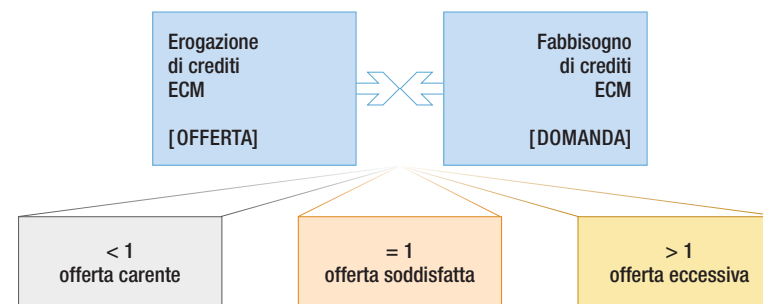 Erogazione
di crediti
ECM
[OFFERTA]
Fabbisogno
di crediti
ECM
[DOMANDA]
< 1
offerta carente
= 1
offerta soddisfatta
> 1
offerta eccessiva